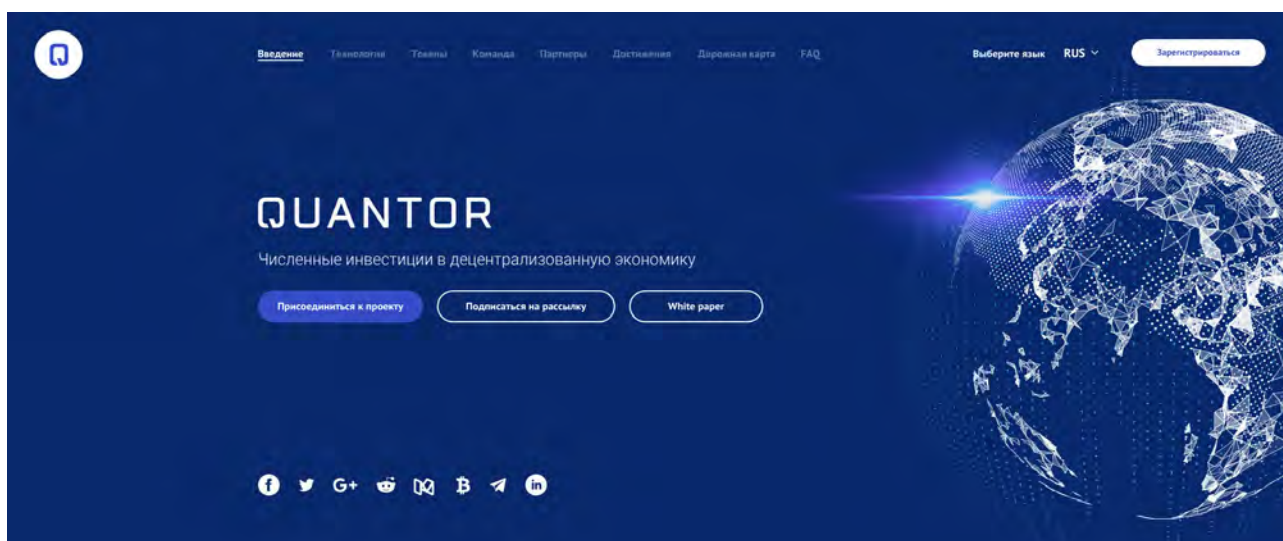 Введение Технология Токены Команда Партнеры Достижения Дорожная карта FAQ Выберите язык RUS Зарегистрироваться
QUANTOR
Численные инвестиции в децентрализованную экономику
Присоединиться к проекту Подписаться на рассылку White paper